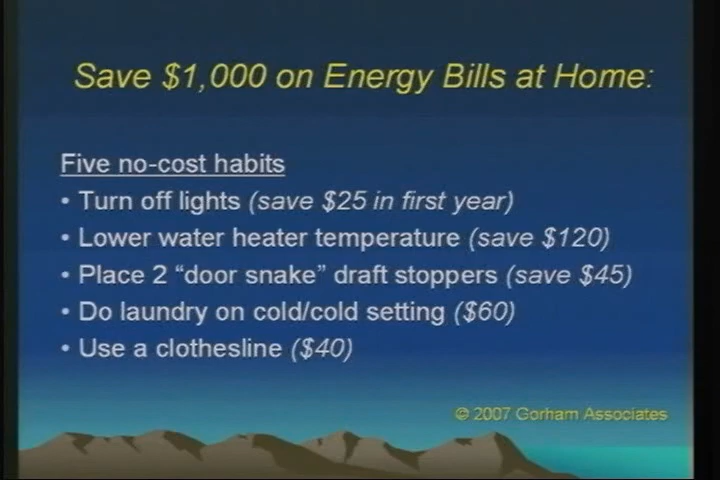 Save $1,000 on Energy Bills at Home:
Five no-cost habits
• Turn off lights (save $25 in first year)
• Lower water heater temperature (save $120)
• Place 2 “door snake” draft stoppers (save $45)
• Do laundry on cold/cold setting ($60)
• Use a clothesline ($40)
© 2007 Gorham Associates